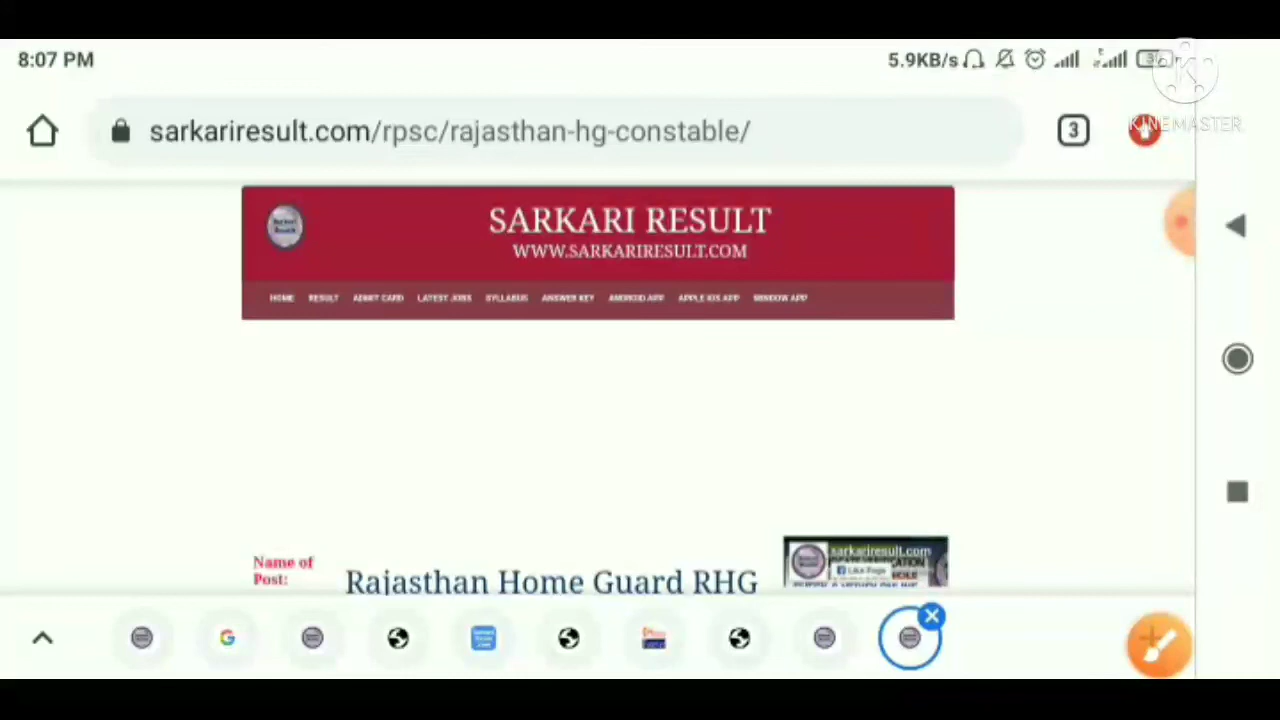 8:07 PM
5.9KB/s
KINEMASTER
sarkariresult.com/rpsc/rajasthan-hg-constable/
3
SARKARI RESULT
WWW.SARKARIRESULT.COM
HOME RESULT ADMIT CARD LATEST JOBS SYLLABUS ANSWER KEY ANDROID APP APPLE IOS APP WINDOW APP
Name of
Post:
Rajasthan Home Guard RHG
sarkariresult.com
Like Page